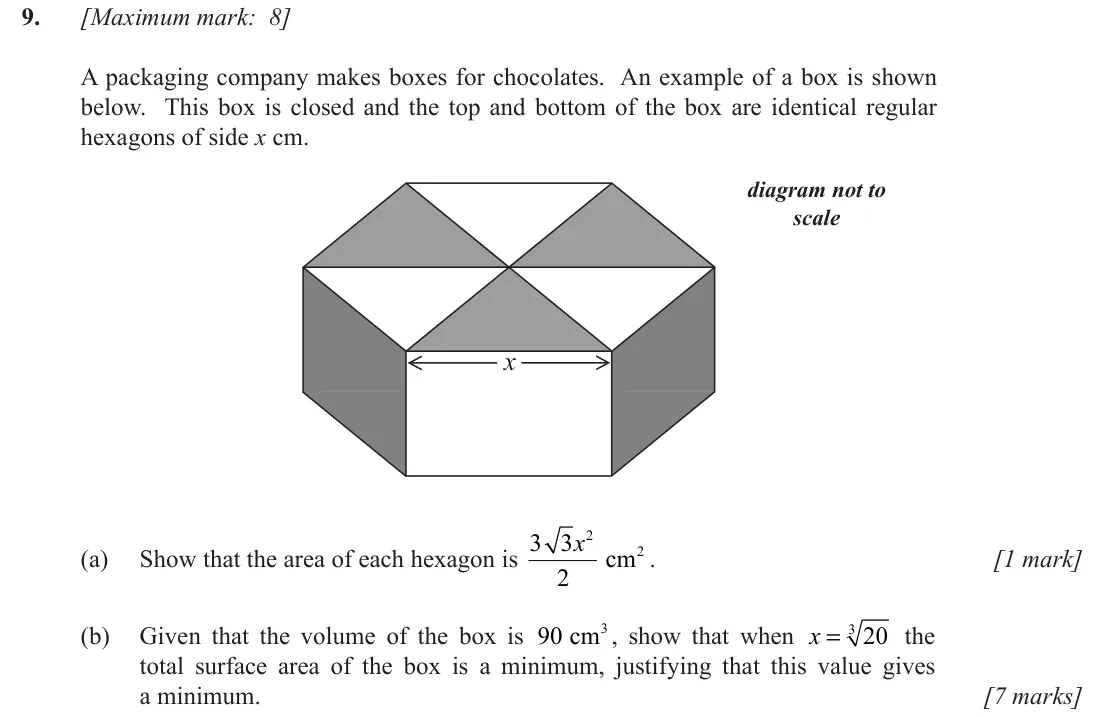 9. [Maximum mark: 8]
A packaging company makes boxes for chocolates. An example of a box is shown
below. This box is closed and the top and bottom of the box are identical regular
hexagons of side x cm.
diagram not to
scale
x
(a) Show that the area of each hexagon is \frac{3\sqrt{3}x^2}{2} cm². [1 mark]
(b) Given that the volume of the box is 90 cm³, show that when x = ∛20 the
total surface area of the box is a minimum, justifying that this value gives
a minimum. [7 marks]